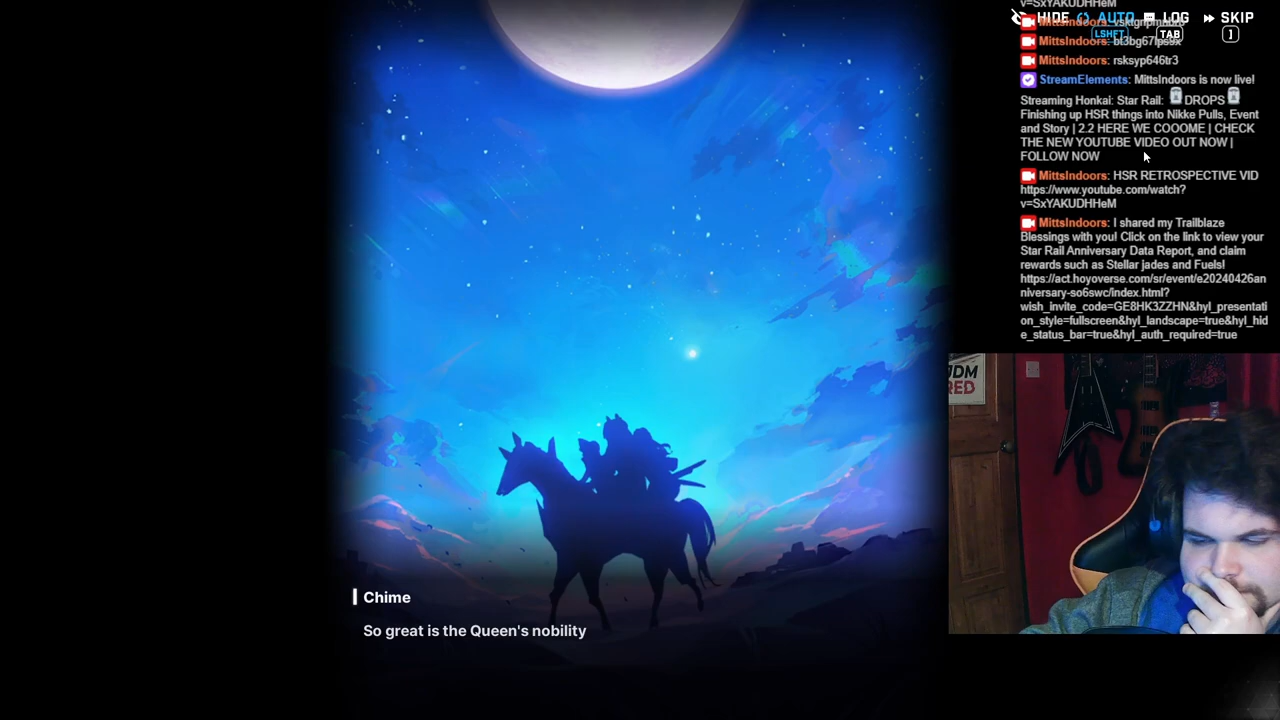 v=SxYAKUDHHeM
HIDE AUTO LOG SKIP
LSHFT TAB ]
MittsIndoors:
MittsIndoors: bt3bg67lps9x
MittsIndoors: rsksyp646tr3
StreamElements: MittsIndoors is now live!
Streaming Honkai: Star Rail: DROPS
Finishing up HSR things into Nikke Pulls, Event
and Story | 2.2 HERE WE COOOME | CHECK
THE NEW YOUTUBE VIDEO OUT NOW |
FOLLOW NOW
MittsIndoors: HSR RETROSPECTIVE VID
https://www.youtube.com/watch?
v=SxYAKUDHHeM
MittsIndoors: I shared my Trailblaze
Blessings with you! Click on the link to view your
Star Rail Anniversary Data Report, and claim
rewards such as Stellar jades and Fuels!
https://act.hoyoverse.com/sr/event/e20240426an
niversary-so6swc/index.html?
wish_invite_code=GE8HK3ZZHN&hyl_presentati
on_style=fullscreen&hyl_landscape=true&hyl_hid
e_status_bar=true&hyl_auth_required=true
JDM
RED
Chime
So great is the Queen's nobility